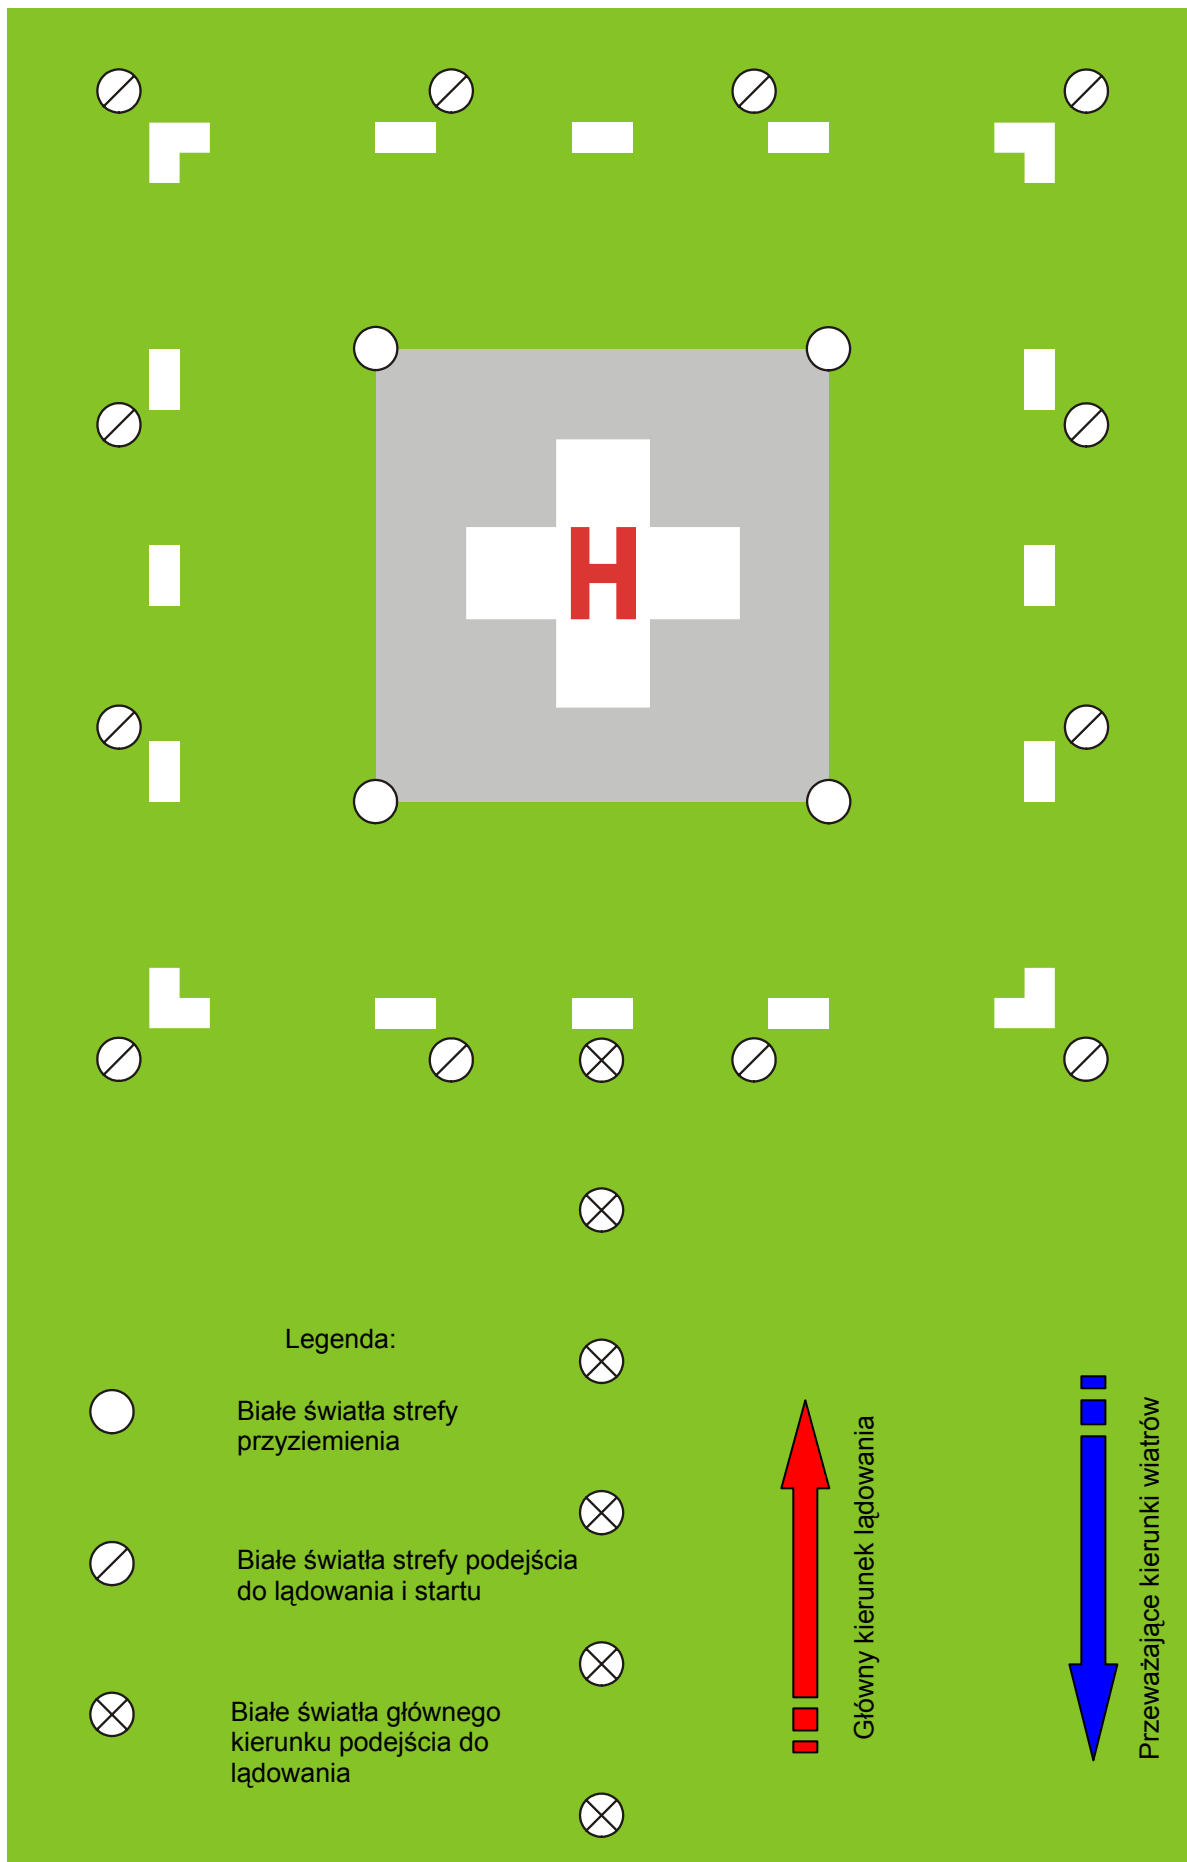 H
Legenda:
Białe światła strefy
przyziemienia
Białe światła strefy podejścia
do lądowania i startu
Białe światła głównego
kierunku podejścia do
lądowania
Główny kierunek lądowania
Przeważające kierunki wiatrów